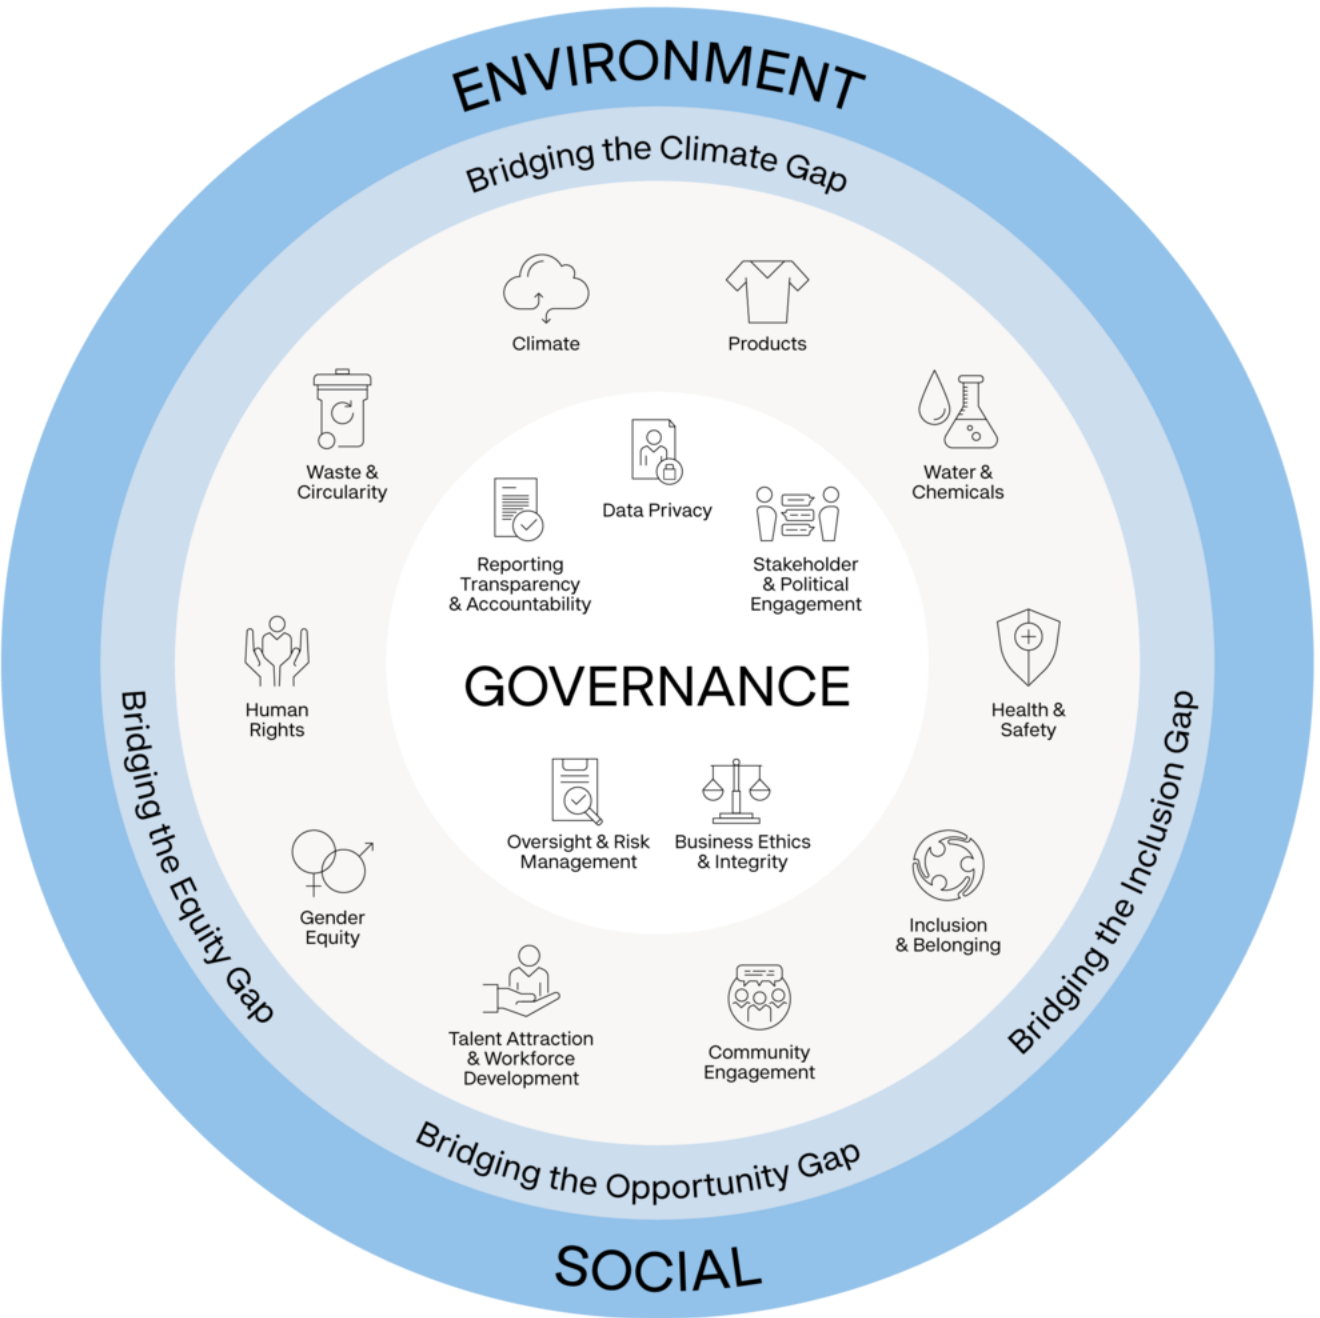 ENVIRONMENT
Bridging the Climate Gap
Climate
Products
Waste &
Circularity
Water &
Chemicals
Data Privacy
Reporting
Transparency
& Accountability
Stakeholder
& Political
Engagement
GOVERNANCE
Human
Rights
Health &
Safety
Oversight & Risk
Management
Business Ethics
& Integrity
Gender
Equity
Inclusion
& Belonging
Talent Attraction
& Workforce
Development
Community
Engagement
Bridging the Equity Gap
Bridging the Inclusion Gap
Bridging the Opportunity Gap
SOCIAL